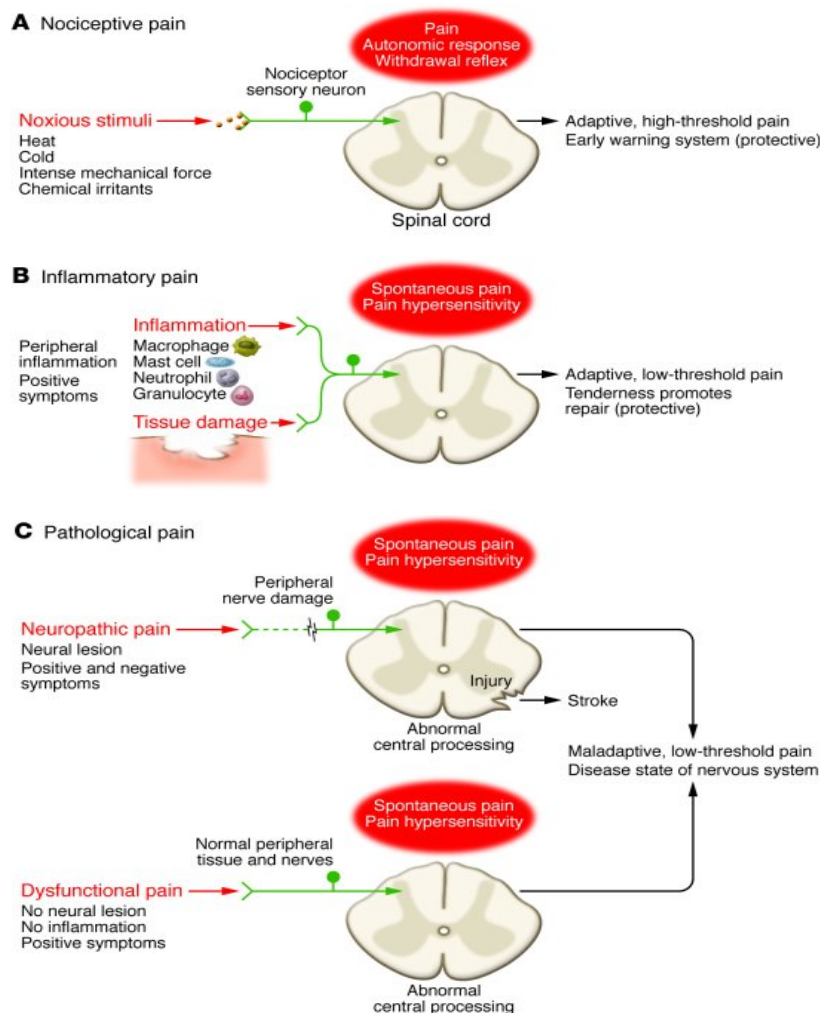 A Nociceptive pain
Pain
Autonomic response
Withdrawal reflex
Nociceptor
sensory neuron
Noxious stimuli
Heat
Cold
Intense mechanical force
Chemical irritants
Adaptive, high-threshold pain
Early warning system (protective)
Spinal cord
B Inflammatory pain
Spontaneous pain
Pain hypersensitivity
Peripheral
inflammation
Positive
symptoms
Inflammation
Macrophage
Mast cell
Neutrophil
Granulocyte
Tissue damage
Adaptive, low-threshold pain
Tenderness promotes
repair (protective)
C Pathological pain
Spontaneous pain
Pain hypersensitivity
Peripheral
nerve damage
Neuropathic pain
Neural lesion
Positive and negative
symptoms
Injury
Stroke
Abnormal
central processing
Maladaptive, low-threshold pain
Disease state of nervous system
Spontaneous pain
Pain hypersensitivity
Normal peripheral
tissue and nerves
Dysfunctional pain
No neural lesion
No inflammation
Positive symptoms
Abnormal
central processing